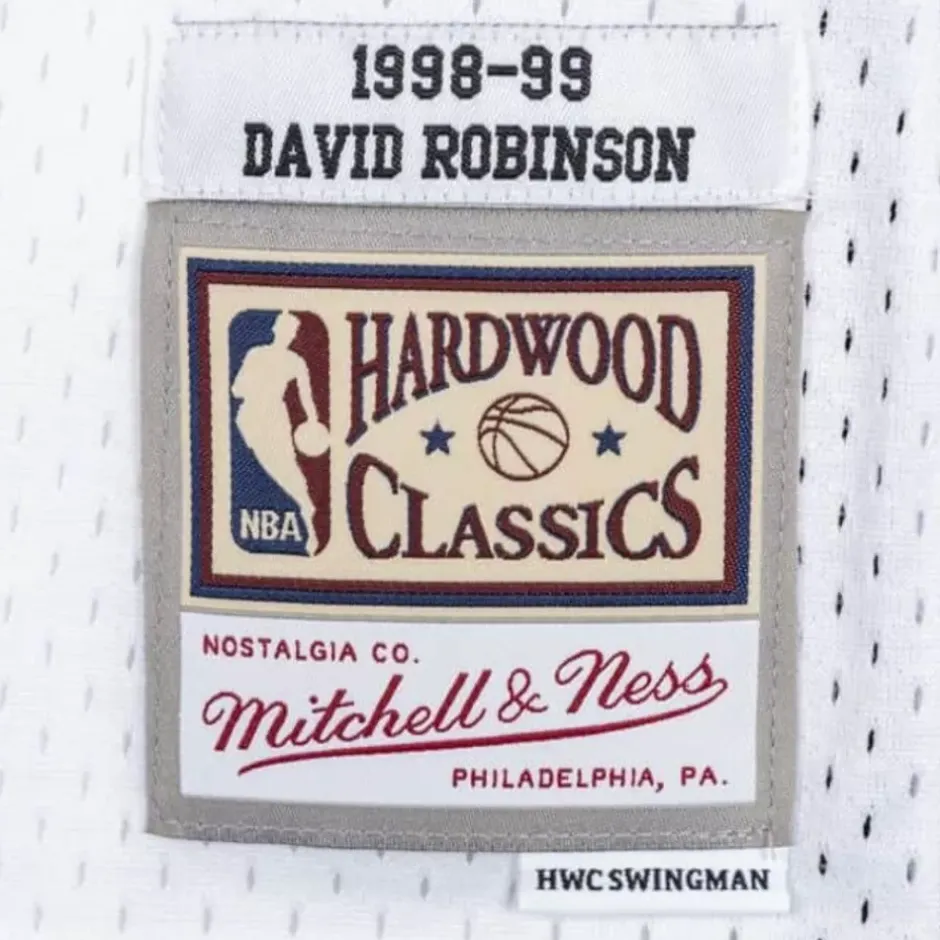 1998-99
DAVID ROBINSON
HARDWOOD
CLASSICS
NBA
NOSTALGIA CO.
Mitchell & Ness
PHILADELPHIA, PA.
HWC SWINGMAN